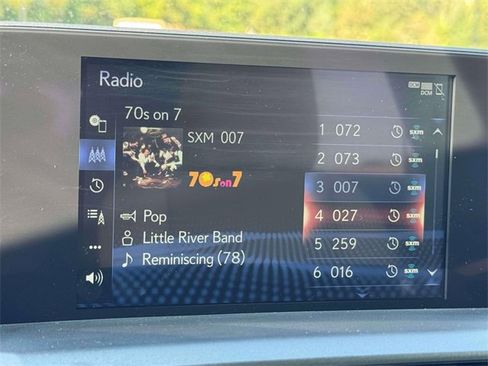 Radio
DCM
70s on 7
SXM 007
70s on 7
Pop
Little River Band
Reminiscing (78)
1 072 sxm
2 073 sxm
3 007 sxm
4 027 sxm
5 259 sxm
6 016 sxm